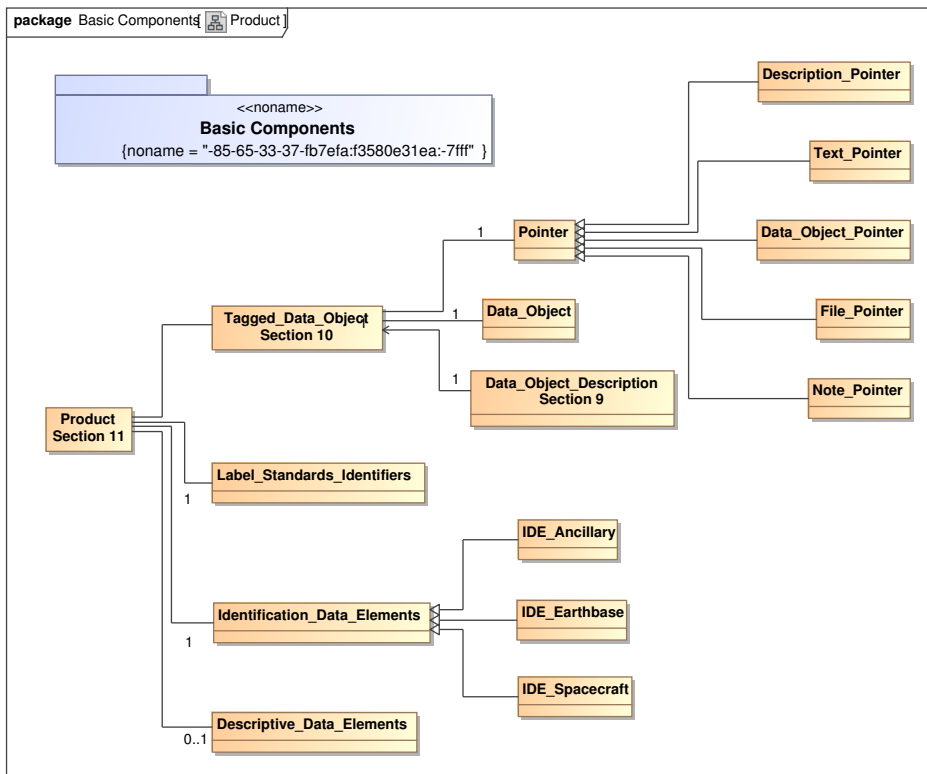 package Basic Components[ Product ]
<<noname>>
Basic Components
{noname = "-85-65-33-37-fb7efa:f3580e31ea:-7fff" }
Description_Pointer
Text_Pointer
1
Pointer
Data_Object_Pointer
Tagged_Data_Object
Section 10
1
Data_Object
File_Pointer
1
Data_Object_Description
Section 9
Note_Pointer
Product
Section 11
Label_Standards_Identifiers
1
IDE_Ancillary
Identification_Data_Elements
1
IDE_Earthbase
IDE_Spacecraft
Descriptive_Data_Elements
0..1